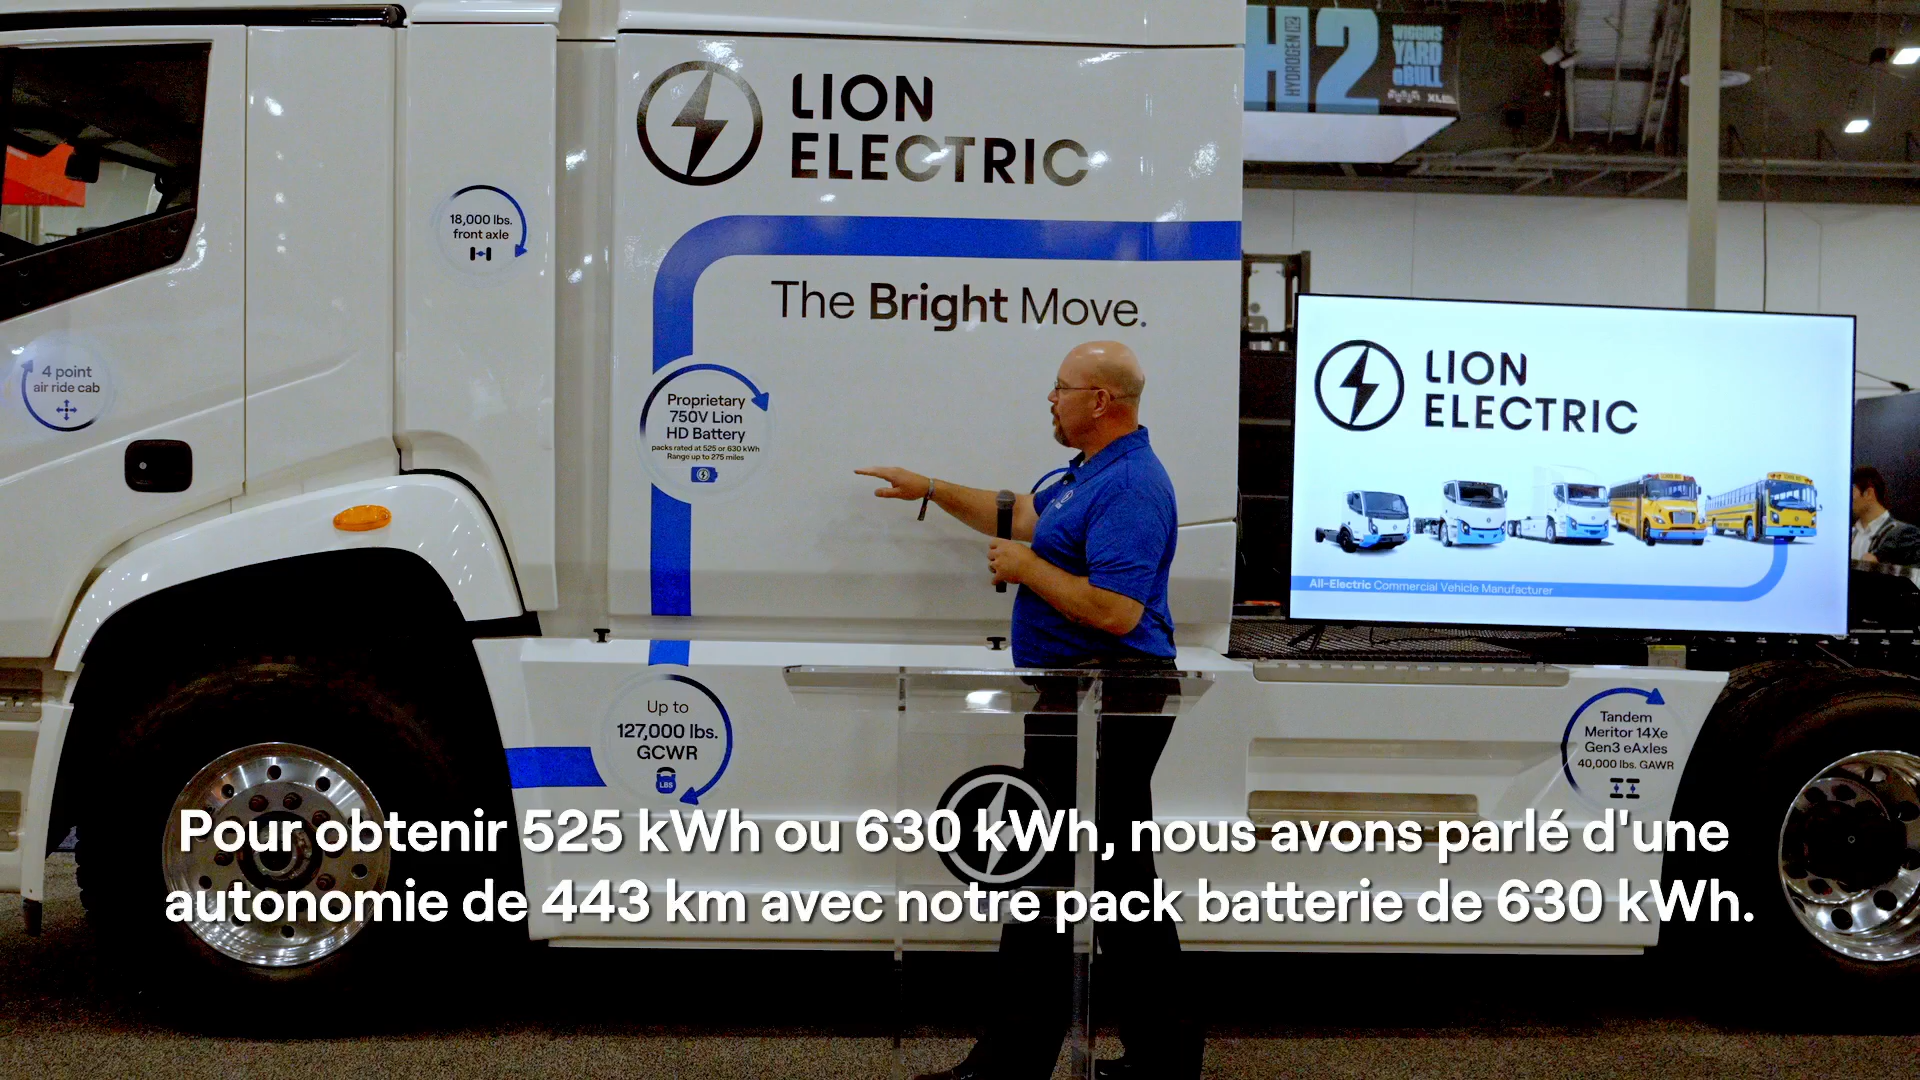 LION
ELECTRIC
The Bright Move.
18,000 lbs.
front axle
4 point
air ride cab
Proprietary
750V Lion
HD Battery
packs rated at 525 or 630 kWh
Range up to 275 miles
Up to
127,000 lbs.
GCWR
LBS
Tandem
Meritor 14Xe
Gen3 eAxles
40,000 lbs. GAWR
H2
HYDROGEN
WIGGINS
YARD
eBULL
LION
ELECTRIC
All-Electric Commercial Vehicle Manufacturer
Pour obtenir 525 kWh ou 630 kWh, nous avons parlé d'une
autonomie de 443 km avec notre pack batterie de 630 kWh.